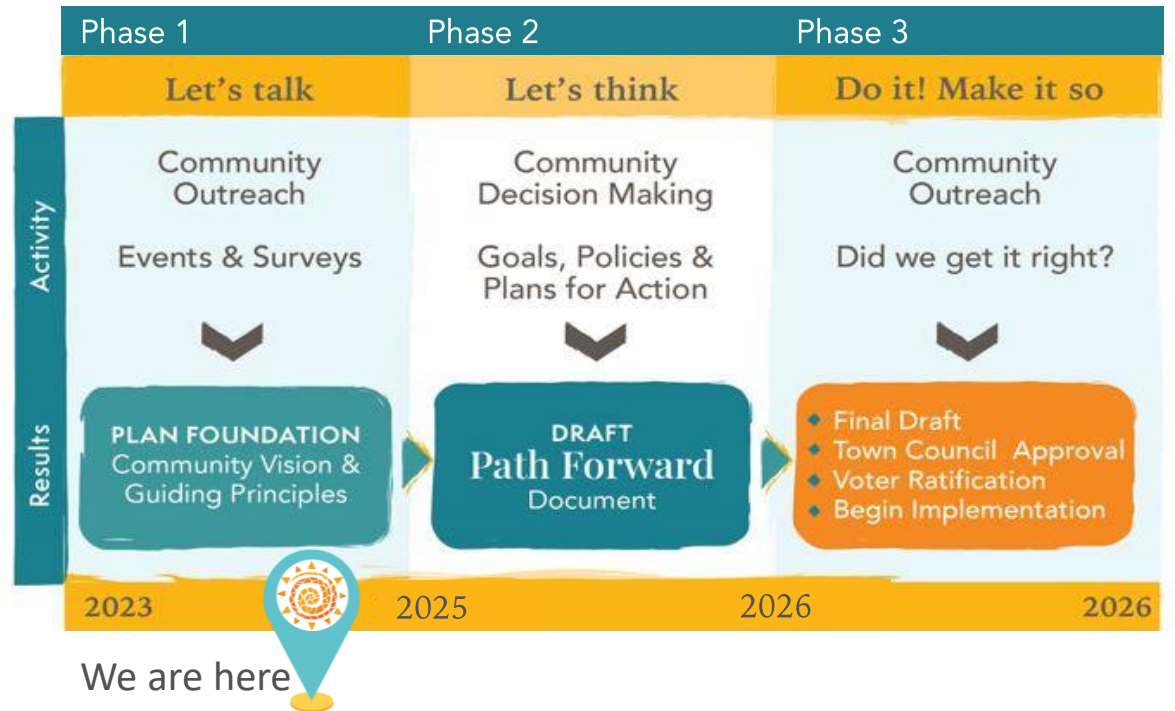 Phase 1
Phase 2
Phase 3
Let's talk
Let's think
Do it! Make it so
Activity
Community
Outreach
Events & Surveys
Community
Decision Making
Goals, Policies &
Plans for Action
Community
Outreach
Did we get it right?
Results
PLAN FOUNDATION
Community Vision &
Guiding Principles
DRAFT
Path Forward
Document
Final Draft
Town Council Approval
Voter Ratification
Begin Implementation
2023
2025
2026
2026
We are here